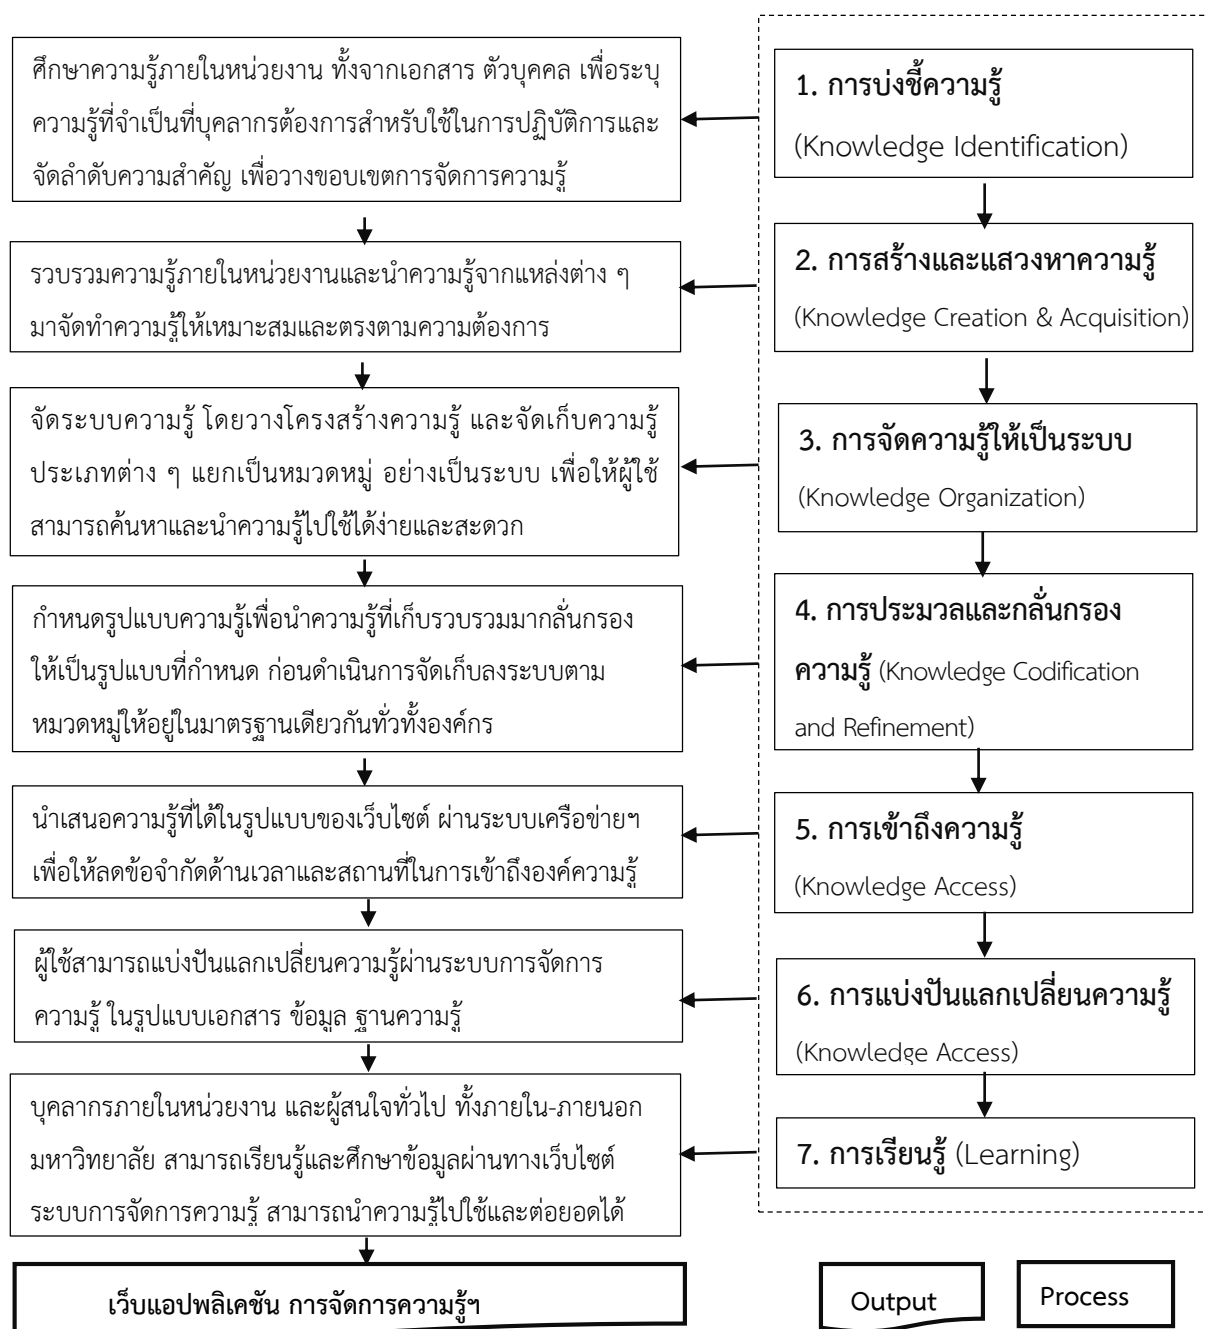 ศึกษาความรู้ภายในหน่วยงาน ทั้งจากเอกสาร ตัวบุคคล เพื่อระบุ
ความรู้ที่จำเป็นที่บุคลากรต้องการสำหรับใช้ในการปฏิบัติการและ
จัดลำดับความสำคัญ เพื่อวางขอบเขตการจัดการความรู้
1. การบ่งชี้ความรู้
(Knowledge Identification)
รวบรวมความรู้ภายในหน่วยงานและนำความรู้จากแหล่งต่าง ๆ
มาจัดทำความรู้ให้เหมาะสมและตรงตามความต้องการ
2. การสร้างและแสวงหาความรู้
(Knowledge Creation & Acquisition)
จัดระบบความรู้ โดยวางโครงสร้างความรู้ และจัดเก็บความรู้
ประเภทต่าง ๆ แยกเป็นหมวดหมู่ อย่างเป็นระบบ เพื่อให้ผู้ใช้
สามารถค้นหาและนำความรู้ไปใช้ได้ง่ายและสะดวก
3. การจัดความรู้ให้เป็นระบบ
(Knowledge Organization)
กำหนดรูปแบบความรู้เพื่อนำความรู้ที่เก็บรวบรวมมากลั่นกรอง
ให้เป็นรูปแบบที่กำหนด ก่อนดำเนินการจัดเก็บลงระบบตาม
หมวดหมู่ให้อยู่ในมาตรฐานเดียวกันทั่วทั้งองค์กร
4. การประมวลและกลั่นกรอง
ความรู้ (Knowledge Codification
and Refinement)
นำเสนอความรู้ที่ได้ในรูปแบบของเว็บไซต์ ผ่านระบบเครือข่ายฯ
เพื่อให้ลดข้อจำกัดด้านเวลาและสถานที่ในการเข้าถึงองค์ความรู้
5. การเข้าถึงความรู้
(Knowledge Access)
ผู้ใช้สามารถแบ่งปันแลกเปลี่ยนความรู้ผ่านระบบการจัดการ
ความรู้ ในรูปแบบเอกสาร ข้อมูล ฐานความรู้
6. การแบ่งปันแลกเปลี่ยนความรู้
(Knowledge Access)
บุคลากรภายในหน่วยงาน และผู้สนใจทั่วไป ทั้งภายใน-ภายนอก
มหาวิทยาลัย สามารถเรียนรู้และศึกษาข้อมูลผ่านทางเว็บไซต์
ระบบการจัดการความรู้ สามารถนำความรู้ไปใช้และต่อยอดได้
7. การเรียนรู้ (Learning)
เว็บแอปพลิเคชัน การจัดการความรู้ฯ
Output
Process